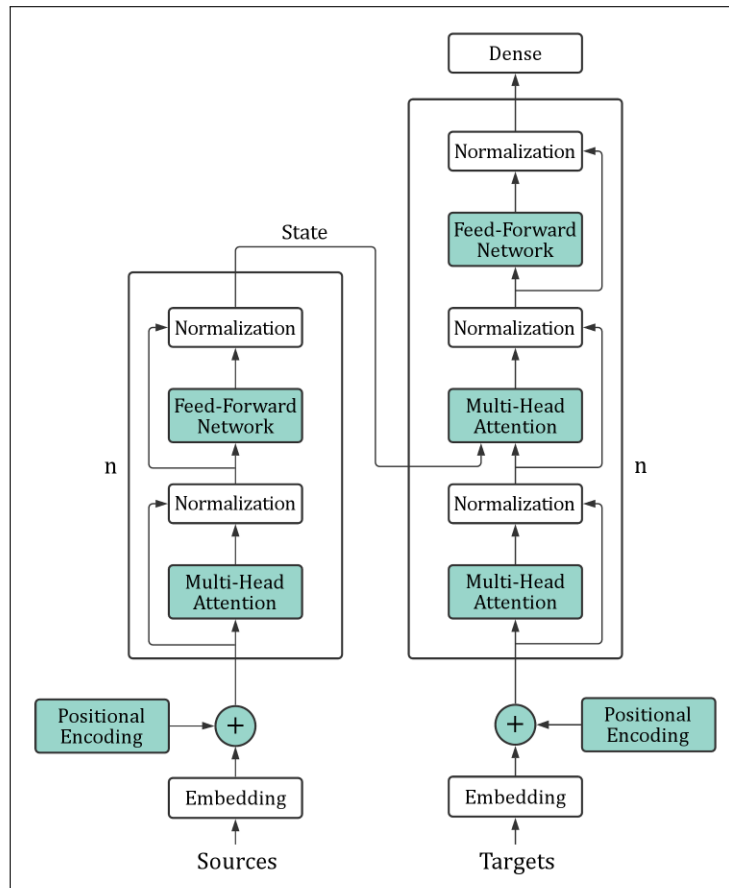 Dense
Normalization
Feed-Forward
Network
State
Normalization
Normalization
Feed-Forward
Network
Multi-Head
Attention
n
n
Normalization
Normalization
Multi-Head
Attention
Multi-Head
Attention
Positional
Encoding
+
+
Positional
Encoding
Embedding
Embedding
Sources
Targets